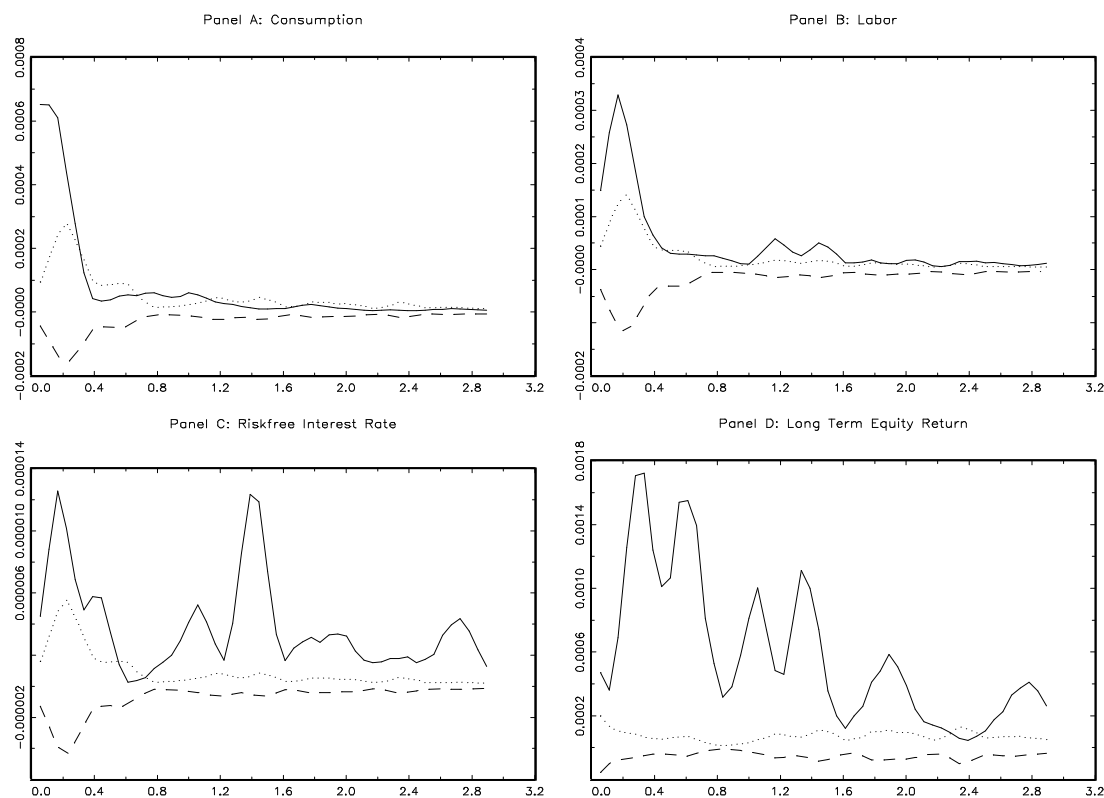 Panel A: Consumption
0.0008
0.0006
0.0004
0.0002
−0.0000
−0.0002
0.0 0.4 0.8 1.2 1.6 2.0 2.4 2.8 3.2
Panel B: Labor
0.0004
0.0003
0.0002
0.0001
−0.0000
−0.0002
0.0 0.4 0.8 1.2 1.6 2.0 2.4 2.8 3.2
Panel C: Riskfree Interest Rate
0.000014
0.000010
0.000006
−0.000002
0.0 0.4 0.8 1.2 1.6 2.0 2.4 2.8 3.2
Panel D: Long Term Equity Return
0.0018
0.0014
0.0010
0.0006
0.0002
0.0 0.4 0.8 1.2 1.6 2.0 2.4 2.8 3.2